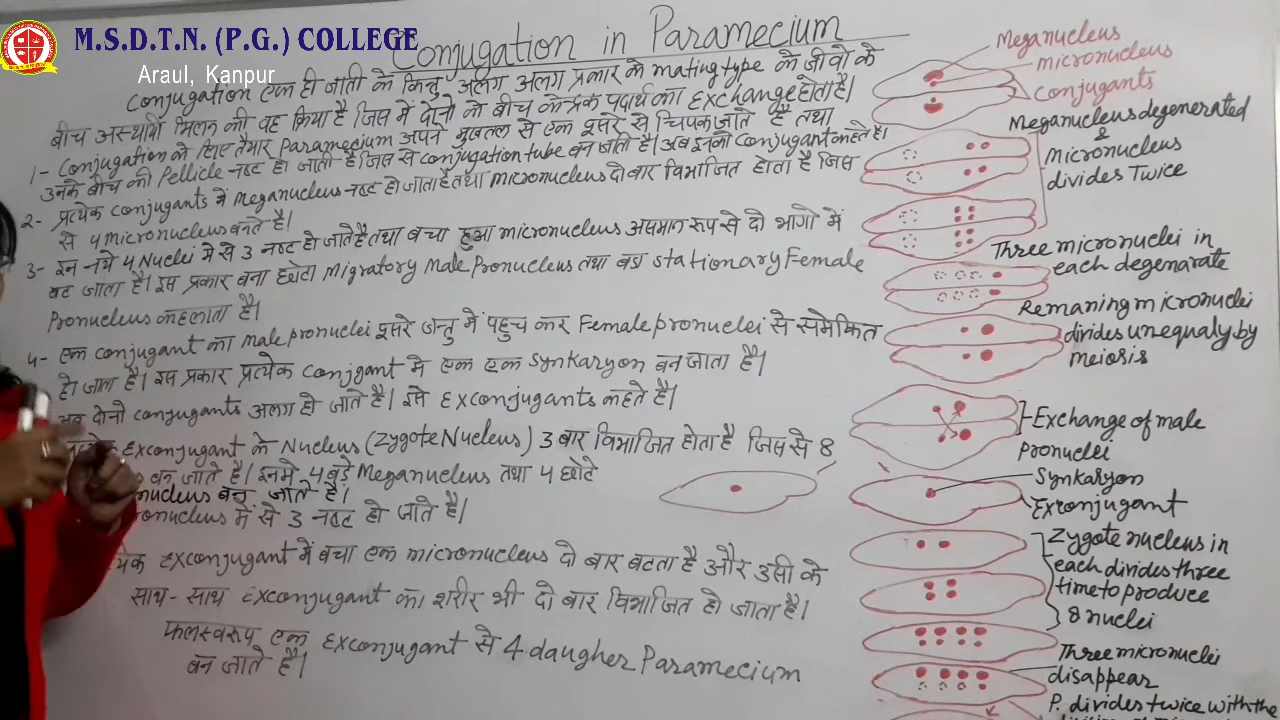 M.S.D.T.N. (P.G.) COLLEGE
Araul, Kanpur
Conjugation in Paramecium
Conjugation एक ही जाती के किन्तु अलग अलग प्रकार के mating type के जीवो के
बीच अस्थायी मिलन की वह क्रिया है जिस में दोनो के बीच केन्द्रक पदार्थ का Exchange होता है।
1- Conjugation के लिए तैयार Paramecium अपने मुखतल से एक दूसरे से चिपक जाते है तथा
उनके बीच की Pellicle नष्ट हो जाती है जिस से conjugation tube बन जाती है। अब इनको Conjugant कहते है।
2- प्रत्येक Conjugants में Meganucleus नष्ट हो जाता है तथा micronucleus दो बार विभाजित होता है जिस
से 4 micronucleus बनते है।
3- इन नये 4 Nuclei मे से 3 नष्ट हो जाते है तथा बचा हुआ micronucleus असमान रूप से दो भागो में
बट जाता है। इस प्रकार बना छोटा Migratory Male Pronucleus तथा बडा Stationary Female
Pronucleus कहलाता है।
4- एक Conjugant का male pronuclei दूसरे जन्तु में पहुच कर Female pronuclei से समेकित
हो जाता है। इस प्रकार प्रत्येक Conjgant मे एक एक Synkaryon बन जाता है।
अब दोनो conjugants अलग हो जाते है। इसे Exconjugants कहते है।
Exconjugant के Nucleus (Zygote Nucleus) 3 बार विभाजित होता है जिस से 8
बन जाते है। इनमे 4 बडे Meganucleus तथा 4 छोटे
nucleus बन जाते है।
onucleus में से 3 नष्ट हो जाते है।
येक Exconjugant में बचा एक micronucleus दो बार बटता है और उसी के
साथ-साथ Exconjugant का शरीर भी दो बार विभाजित हो जाता है।
फलस्वरूप एक Exconjugant से 4 daugher Paramecium
बन जाते है।
Meganucleus
micronucleus
Conjugants
Meganucleus degenerated
&
Micronucleus
divides Twice
Three micronuclei in
each degenarate
Remaning micronuclei
divides unequaly by
meiosis
Exchange of male
pronuclei
Synkaryon
Exconjugant
Zygote nucleus in
each divides three
time to produce
8 nuclei
Three micronuclei
disappear
P. divides twice with the